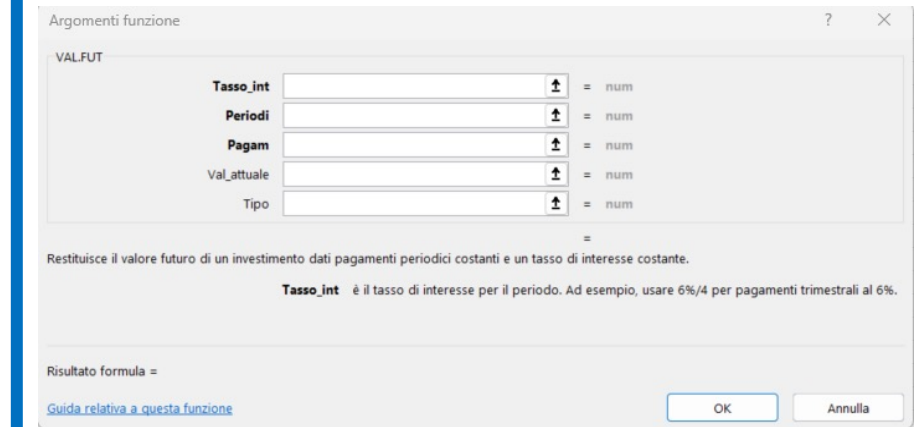 Argomenti funzione ? ×
VAL.FUT
Tasso_int = num
Periodi = num
Pagam = num
Val_attuale = num
Tipo = num
=
Restituisce il valore futuro di un investimento dati pagamenti periodici costanti e un tasso di interesse costante.
Tasso_int è il tasso di interesse per il periodo. Ad esempio, usare 6%/4 per pagamenti trimestrali al 6%.
Risultato formula =
Guida relativa a questa funzione OK Annulla